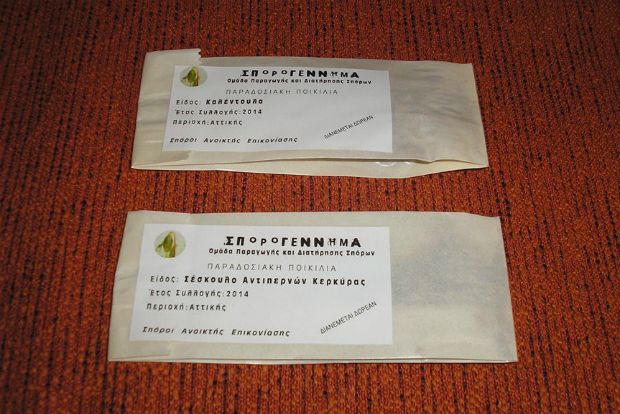 ΣΠΟΡΟΓΕΝΝΗΜΑ
Ομάδα Παραγωγής και Διατήρησης Σπόρων
ΠΑΡΑΔΟΣΙΑΚΗ ΠΟΙΚΙΛΙΑ
Είδος: Καλέντουλα
Έτος Συλλογής:2014
Περιοχή:Αττικής
ΔΙΑΝΕΜΕΤΑΙ ΔΩΡΕΑΝ
Σπόροι Ανοικτής Επικονίασης
ΣΠΟΡΟΓΕΝΝΗΜΑ
Ομάδα Παραγωγής και Διατήρησης Σπόρων
ΠΑΡΑΔΟΣΙΑΚΗ ΠΟΙΚΙΛΙΑ
Είδος: Σέσκουλο Αντιπερνών Κερκύρας
Έτος Συλλογής:2014
Περιοχή:Αττικής
ΔΙΑΝΕΜΕΤΑΙ ΔΩΡΕΑΝ
Σπόροι Ανοικτής Επικονίασης